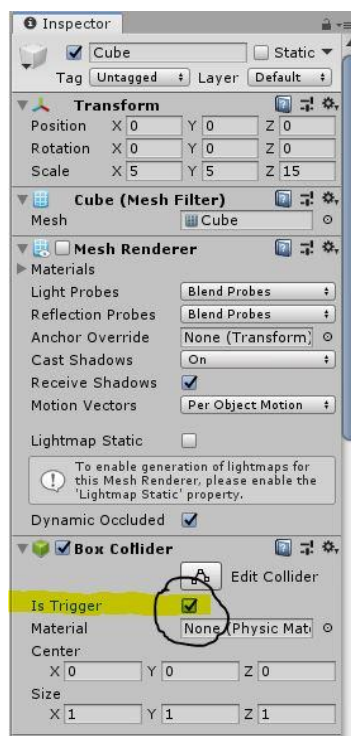 Inspector
Cube Static
Tag Untagged Layer Default
Transform
Position X 0 Y 0 Z 0
Rotation X 0 Y 0 Z 0
Scale X 5 Y 5 Z 15
Cube (Mesh Filter)
Mesh Cube
Mesh Renderer
Materials
Light Probes Blend Probes
Reflection Probes Blend Probes
Anchor Override None (Transform)
Cast Shadows On
Receive Shadows
Motion Vectors Per Object Motion
Lightmap Static
To enable generation of lightmaps for
this Mesh Renderer, please enable the
'Lightmap Static' property.
Dynamic Occluded
Box Collider
Edit Collider
Is Trigger
Material None (Physic Mate
Center
X 0 Y 0 Z 0
Size
X 1 Y 1 Z 1